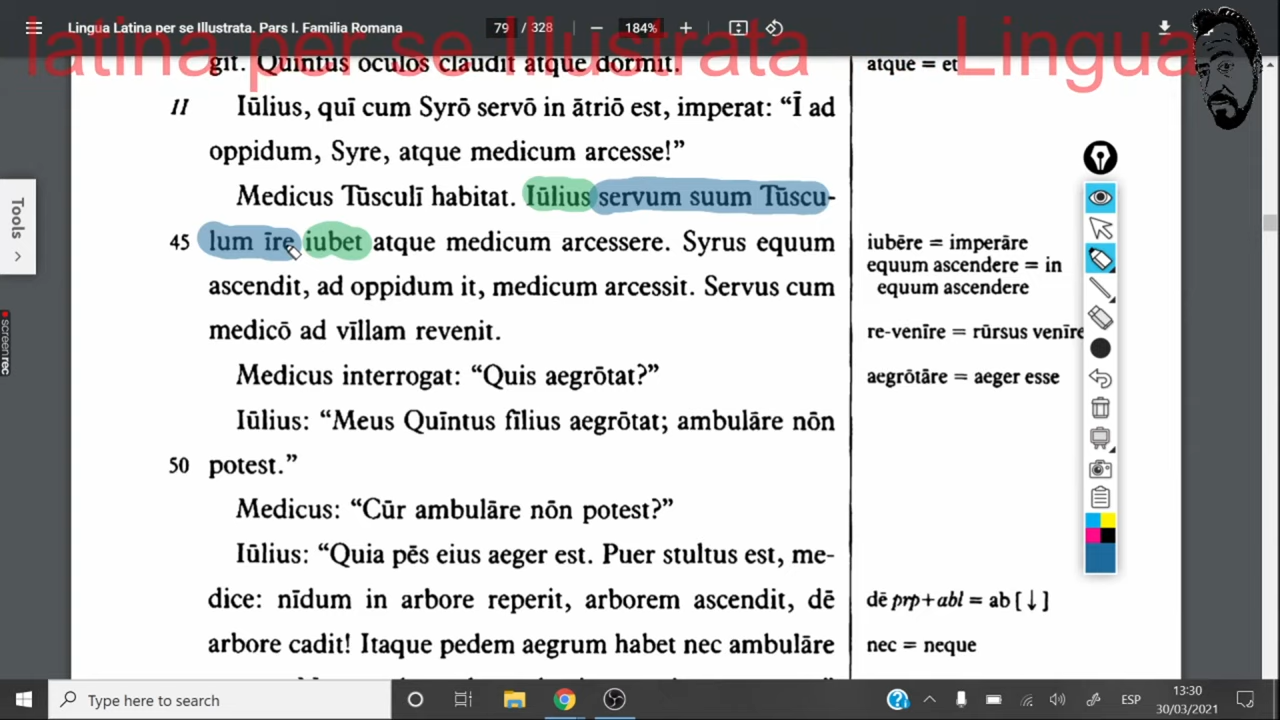 Lingua Latina per se Illustrata. Pars I. Familia Romana
79 / 328
184%
latina per se Illustrata
Lingua
git. Quīntus oculōs claudit atque dormit.
atque = et
II
Iūlius, quī cum Syrō servō in ātriō est, imperat: “Ī ad
oppidum, Syre, atque medicum arcesse!”
Medicus Tūsculī habitat. Iūlius servum suum Tūscu-
45 lum īre iubet atque medicum arcessere. Syrus equum
ascendit, ad oppidum it, medicum arcessit. Servus cum
medicō ad vīllam revenit.
Medicus interrogat: “Quis aegrōtat?”
Iūlius: “Meus Quīntus fīlius aegrōtat; ambulāre nōn
50 potest.”
Medicus: “Cūr ambulāre nōn potest?”
Iūlius: “Quia pēs eius aeger est. Puer stultus est, me-
dice: nīdum in arbore reperit, arborem ascendit, dē
arbore cadit! Itaque pedem aegrum habet nec ambulāre
iubēre = imperāre
equum ascendere = in
equum ascendere
re-venīre = rūrsus venīre
aegrōtāre = aeger esse
dē prp+abl = ab [↓]
nec = neque
Tools
screenrec
Type here to search
ESP
13:30
30/03/2021